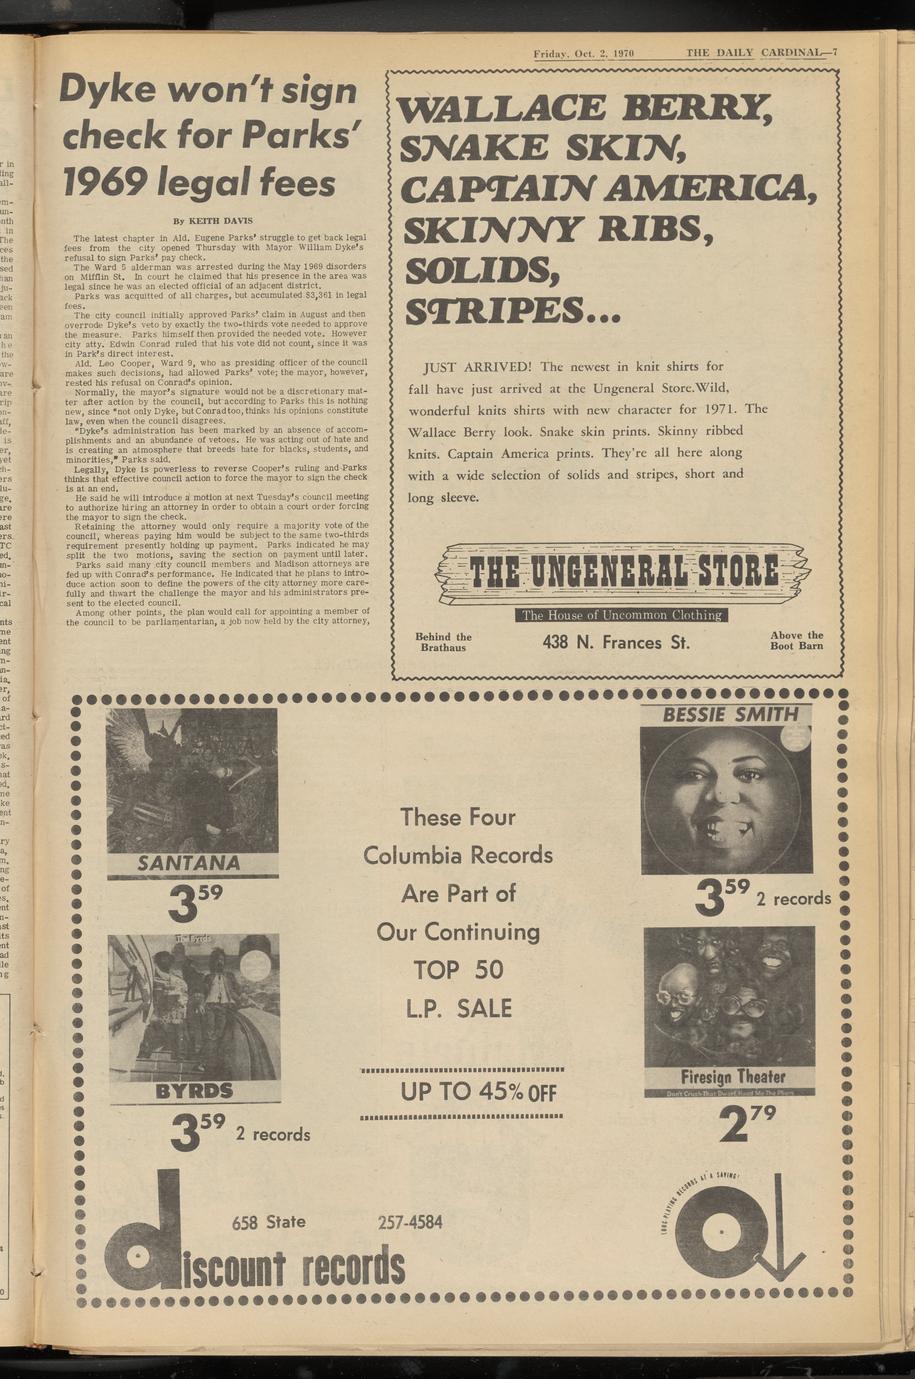 Friday, Oct. 2, 1970 THE DAILY CARDINAL—7
Dyke won't sign
check for Parks'
1969 legal fees
By KEITH DAVIS
The latest chapter in Ald. Eugene Parks' struggle to get back legal
fees from the city opened Thursday with Mayor William Dyke's
refusal to sign Parks' pay check.
The Ward 5 alderman was arrested during the May 1969 disorders
on Mifflin St. In court he claimed that his presence in the area was
legal since he was an elected official of an adjacent district.
Parks was acquitted of all charges, but accumulated $3,361 in legal
fees.
The city council initially approved Parks' claim in August and then
overrode Dyke's veto by exactly the two-thirds vote needed to approve
the measure. Parks himself then provided the needed vote. However
city atty. Edwin Conrad ruled that his vote did not count, since it was
in Park's direct interest.
Ald. Leo Cooper, Ward 9, who as presiding officer of the council
makes such decisions, had allowed Parks' vote; the mayor, however,
rested his refusal on Conrad's opinion.
Normally, the mayor's signature would not be a discretionary mat-
ter after action by the council, but according to Parks this is nothing
new, since "not only Dyke, but Conrad too, thinks his opinions constitute
law, even when the council disagrees.
"Dyke's administration has been marked by an absence of accom-
plishments and an abundance of vetoes. He was acting out of hate and
is creating an atmosphere that breeds hate for blacks, students, and
minorities," Parks said.
Legally, Dyke is powerless to reverse Cooper's ruling and Parks
thinks that effective council action to force the mayor to sign the check
is at an end.
He said he will introduce a motion at next Tuesday's council meeting
to authorize hiring an attorney in order to obtain a court order forcing
the mayor to sign the check.
Retaining the attorney would only require a majority vote of the
council, whereas paying him would be subject to the same two-thirds
requirement presently holding up payment. Parks indicated he may
split the two motions, saving the section on payment until later.
Parks said many city council members and Madison attorneys are
fed up with Conrad's performance. He indicated that he plans to intro-
duce action soon to define the powers of the city attorney more care-
fully and thwart the challenge the mayor and his administrators pre-
sent to the elected council.
Among other points, the plan would call for appointing a member of
the council to be parliamentarian, a job now held by the city attorney,
WALLACE BERRY,
SNAKE SKIN,
CAPTAIN AMERICA,
SKINNY RIBS,
SOLIDS,
STRIPES...
JUST ARRIVED! The newest in knit shirts for
fall have just arrived at the Ungeneral Store.Wild,
wonderful knits shirts with new character for 1971. The
Wallace Berry look. Snake skin prints. Skinny ribbed
knits. Captain America prints. They're all here along
with a wide selection of solids and stripes, short and
long sleeve.
THE UNGENERAL STORE
The House of Uncommon Clothing
Behind the
Brathaus
438 N. Frances St.
Above the
Boot Barn
SANTANA
3 59
The Byrds
BYRDS
3 59 2 records
These Four
Columbia Records
Are Part of
Our Continuing
TOP 50
L.P. SALE
UP TO 45% OFF
BESSIE SMITH
3 59 2 records
Firesign Theater
Don't Crush That Dwarf, Hand Me The Pliers
2 79
658 State 257-4584
discount records
LONG PLAYING RECORDS AT A SAVING!